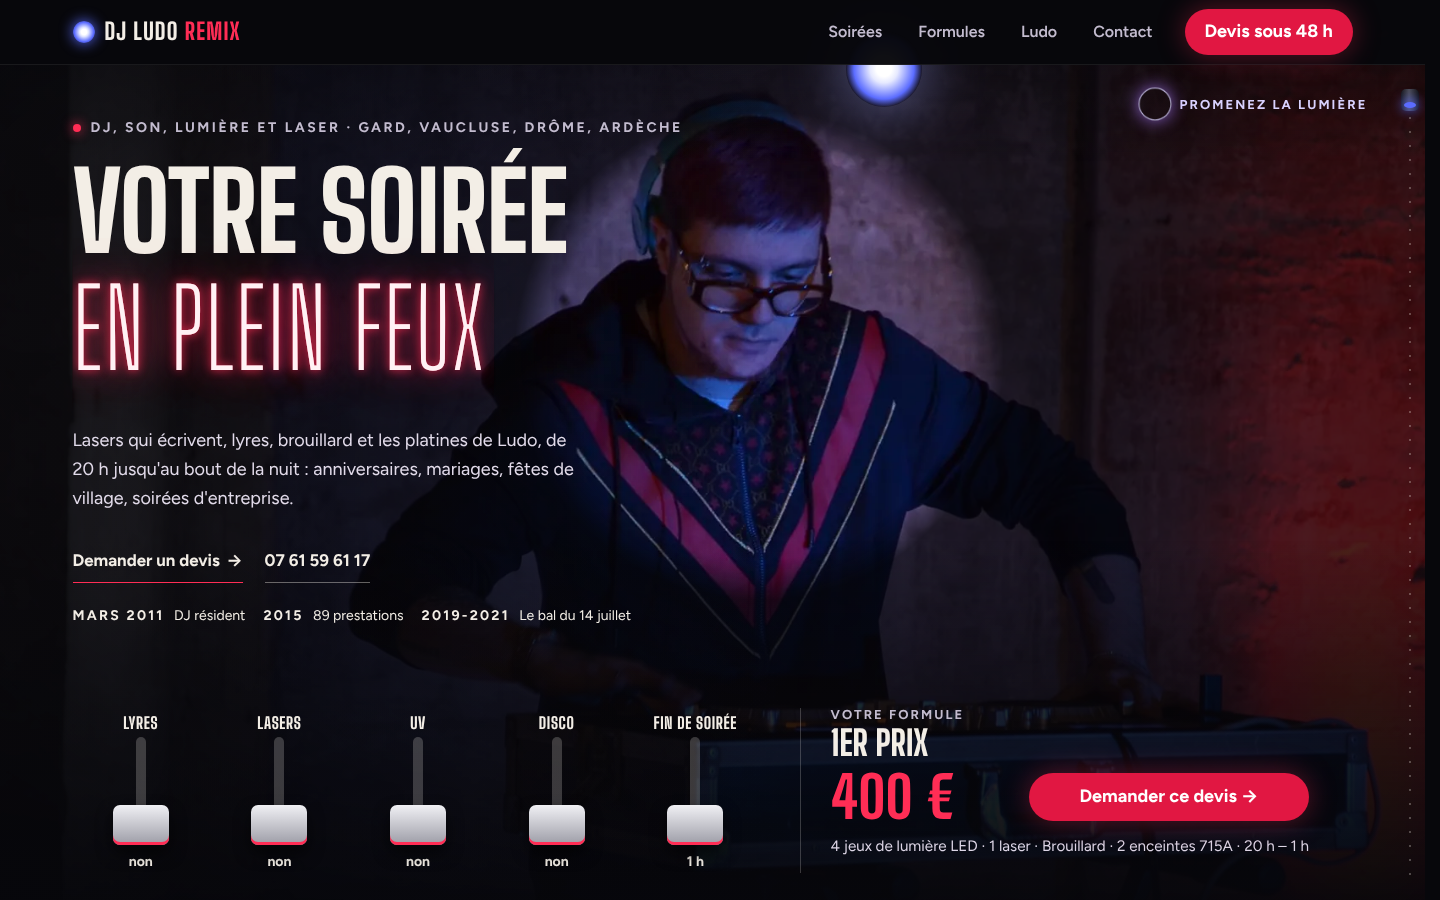 DJ LUDO REMIX
Soirées
Formules
Ludo
Contact
Devis sous 48 h
PROMENEZ LA LUMIÈRE
DJ, SON, LUMIÈRE ET LASER · GARD, VAUCLUSE, DRÔME, ARDÈCHE
VOTRE SOIRÉE
EN PLEIN FEUX
Lasers qui écrivent, lyres, brouillard et les platines de Ludo, de
20 h jusqu'au bout de la nuit : anniversaires, mariages, fêtes de
village, soirées d'entreprise.
Demander un devis →
07 61 59 61 17
MARS 2011 DJ résident 2015 89 prestations 2019-2021 Le bal du 14 juillet
LYRES
LASERS
UV
DISCO
FIN DE SOIRÉE
non
non
non
non
1 h
VOTRE FORMULE
1ER PRIX
400 €
Demander ce devis →
4 jeux de lumière LED · 1 laser · Brouillard · 2 enceintes 715A · 20 h – 1 h